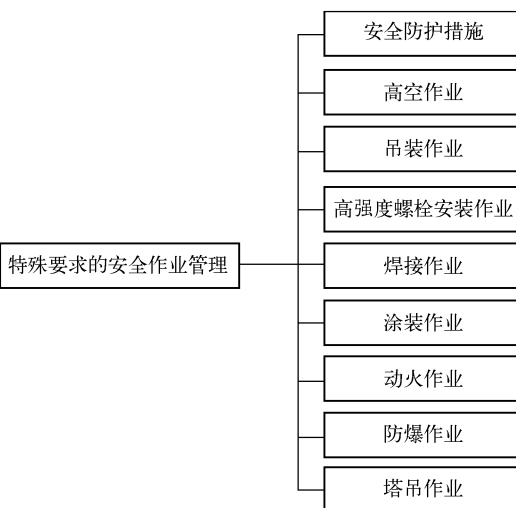 安全防护措施
高空作业
吊装作业
高强度螺栓安装作业
特殊要求的安全作业管理
焊接作业
涂装作业
动火作业
防爆作业
塔吊作业